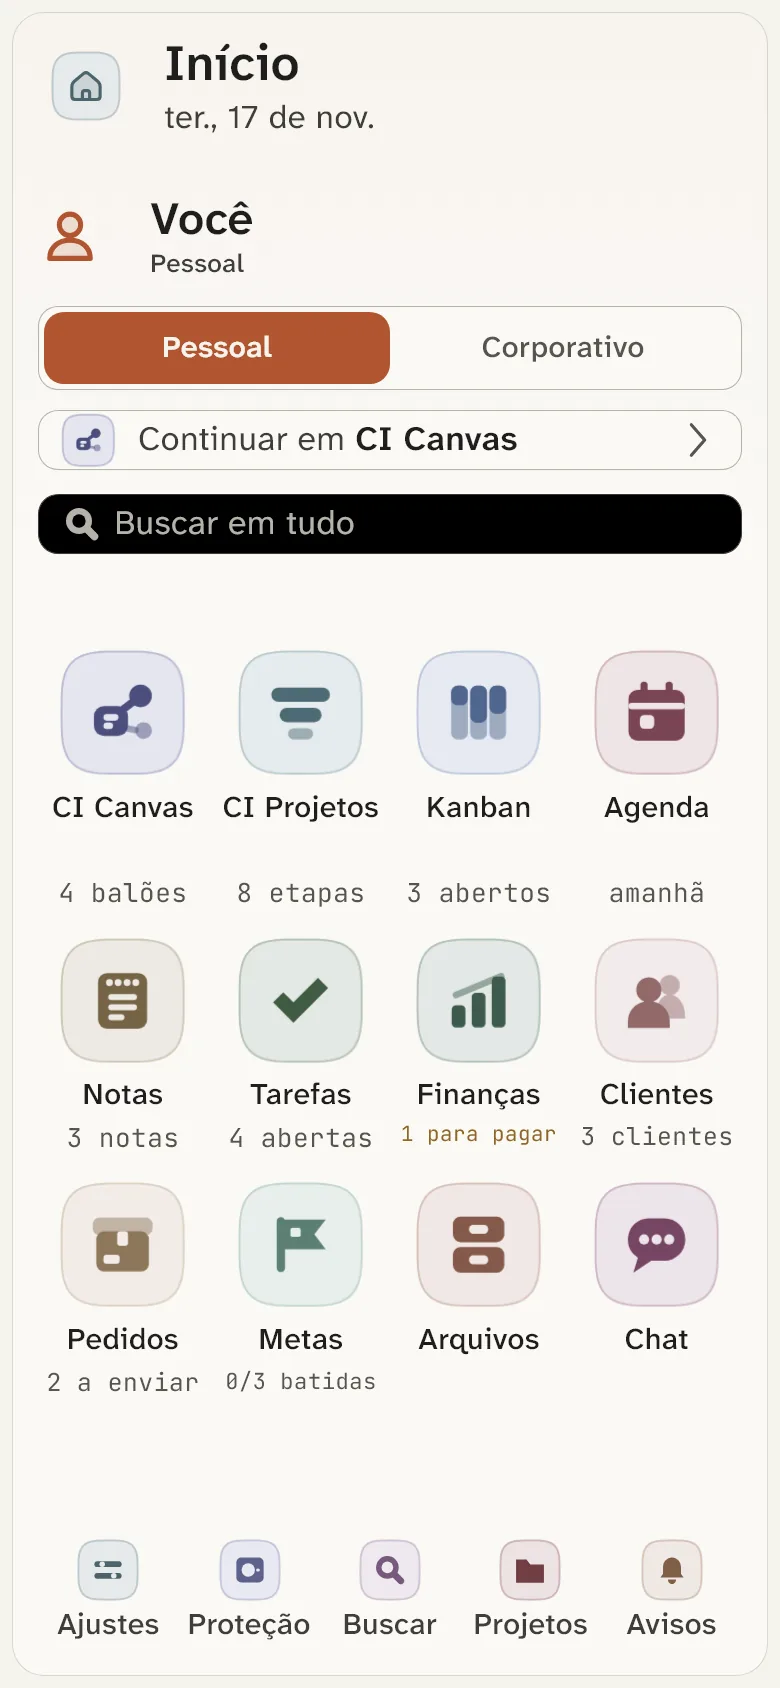 Início
ter., 17 de nov.
Você
Pessoal
Pessoal Corporativo
Continuar em CI Canvas
Buscar em tudo
CI Canvas CI Projetos Kanban Agenda
4 balões 8 etapas 3 abertos amanhã
Notas Tarefas Finanças Clientes
3 notas 4 abertas 1 para pagar 3 clientes
Pedidos Metas Arquivos Chat
2 a enviar 0/3 batidas
Ajustes Proteção Buscar Projetos Avisos